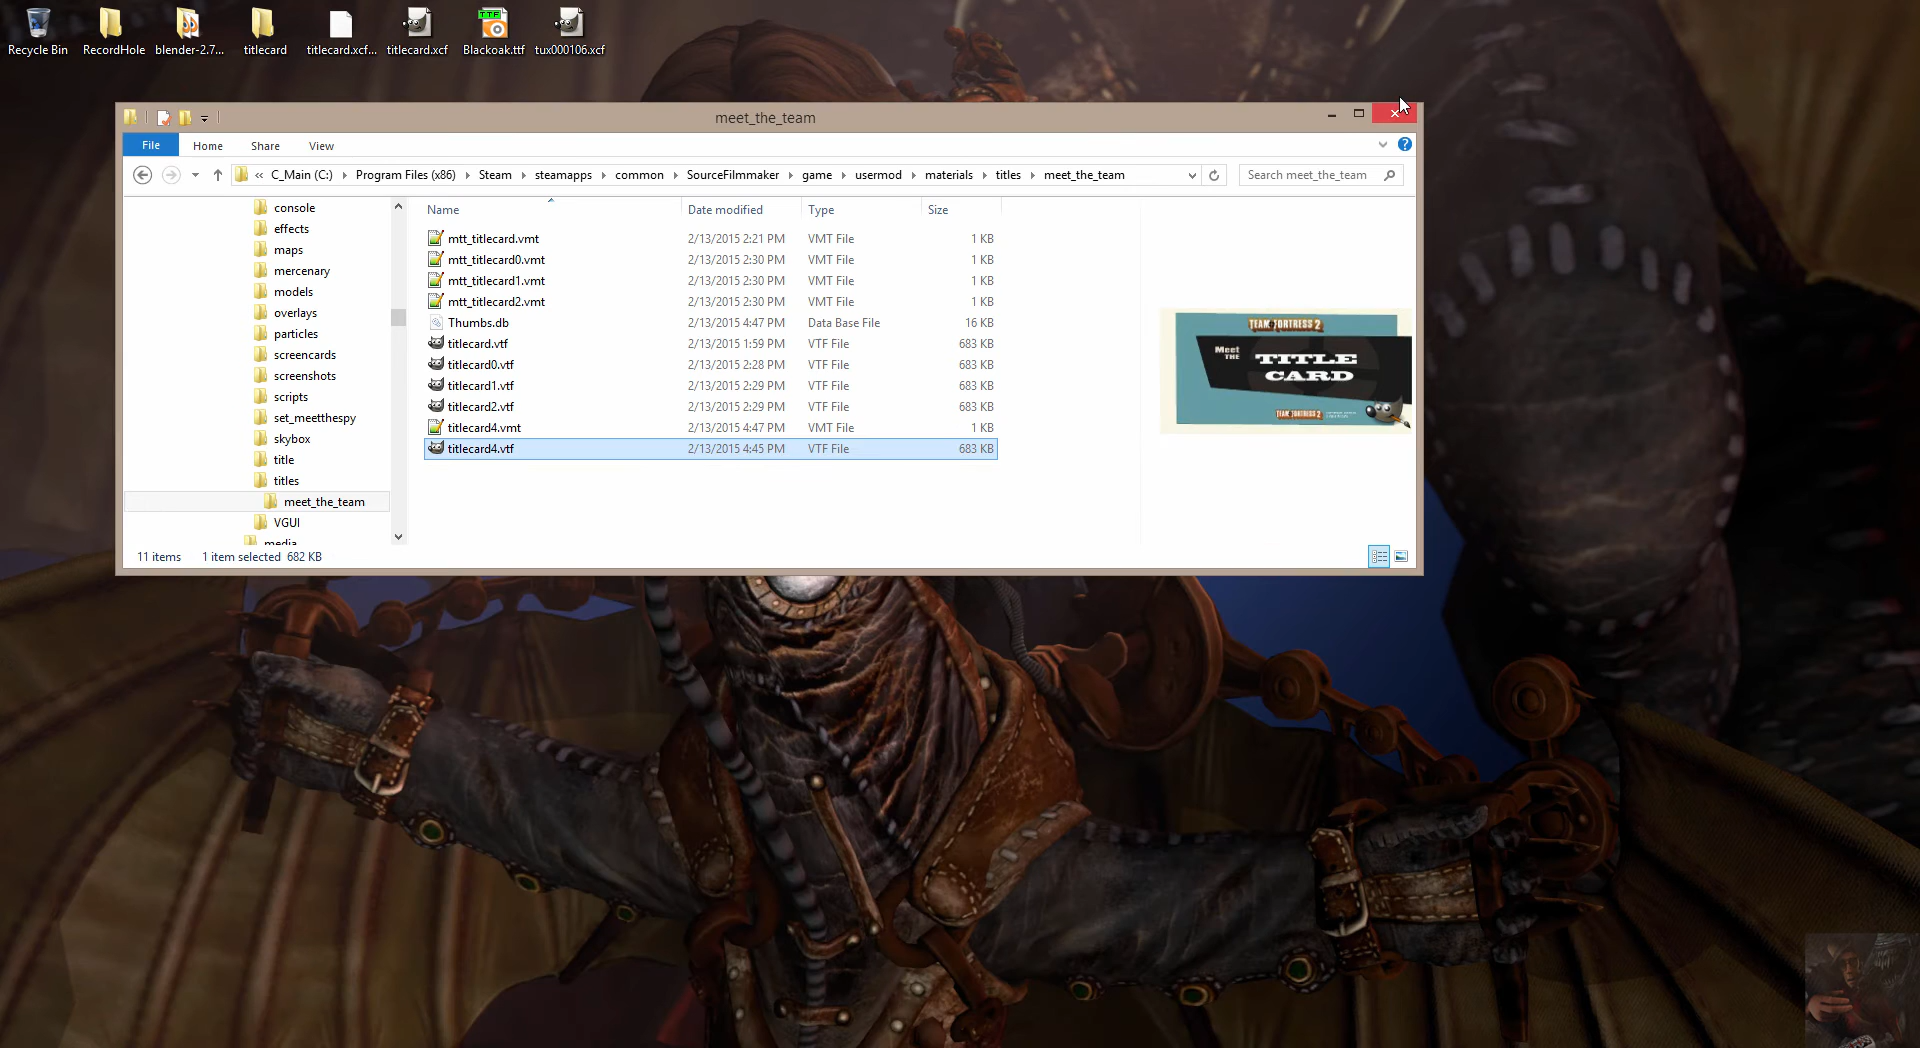 Recycle Bin
RecordHole
blender-2.7...
titlecard
titlecard.xcf...
titlecard.xcf
TTF
Blackoak.ttf
tux000106.xcf
meet_the_team
File
Home
Share
View
« C_Main (C:) Program Files (x86) Steam steamapps common SourceFilmmaker game usermod materials titles meet_the_team
Search meet_the_team
console
effects
maps
mercenary
models
overlays
particles
screencards
screenshots
scripts
set_meetthespy
skybox
title
titles
meet_the_team
VGUI
media
Name Date modified Type Size
mtt_titlecard.vmt 2/13/2015 2:21 PM VMT File 1 KB
mtt_titlecard0.vmt 2/13/2015 2:30 PM VMT File 1 KB
mtt_titlecard1.vmt 2/13/2015 2:30 PM VMT File 1 KB
mtt_titlecard2.vmt 2/13/2015 2:30 PM VMT File 1 KB
Thumbs.db 2/13/2015 4:47 PM Data Base File 16 KB
titlecard.vtf 2/13/2015 1:59 PM VTF File 683 KB
titlecard0.vtf 2/13/2015 2:28 PM VTF File 683 KB
titlecard1.vtf 2/13/2015 2:29 PM VTF File 683 KB
titlecard2.vtf 2/13/2015 2:29 PM VTF File 683 KB
titlecard4.vmt 2/13/2015 4:47 PM VMT File 1 KB
titlecard4.vtf 2/13/2015 4:45 PM VTF File 683 KB
TEAM FORTRESS 2
Meet
THE
TITLE
CARD
TEAM FORTRESS 2
11 items 1 item selected 682 KB